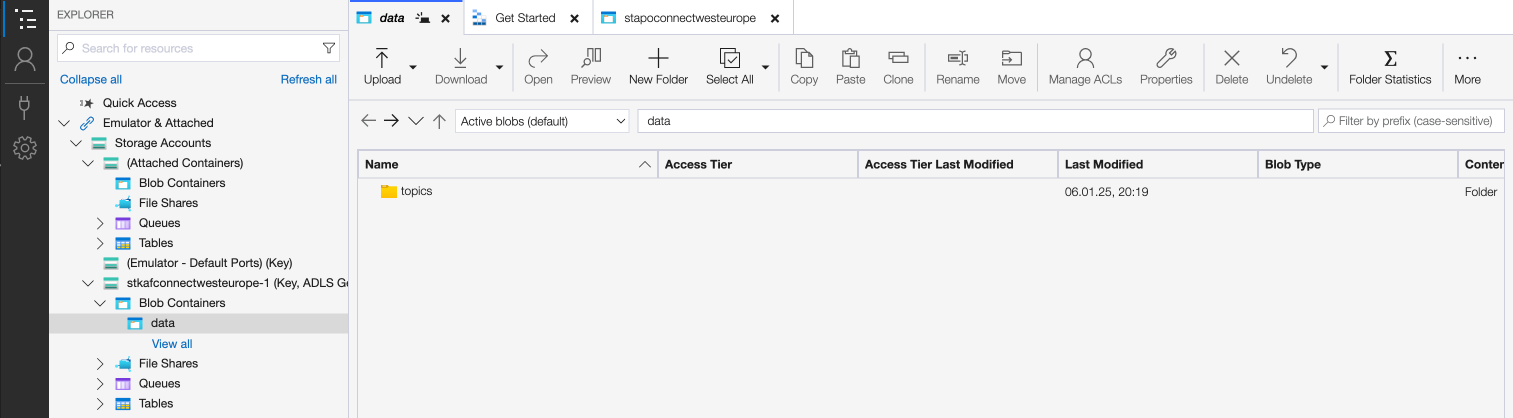 EXPLORER
Search for resources
Collapse all
Refresh all
Quick Access
Emulator & Attached
Storage Accounts
(Attached Containers)
Blob Containers
File Shares
Queues
Tables
(Emulator - Default Ports) (Key)
stkafconnectwesteurope-1 (Key, ADLS Ge
Blob Containers
data
View all
File Shares
Queues
Tables
data
Get Started
stapoconnectwesteurope
Upload
Download
Open
Preview
New Folder
Select All
Copy
Paste
Clone
Rename
Move
Manage ACLs
Properties
Delete
Undelete
Folder Statistics
More
Active blobs (default)
data
Filter by prefix (case-sensitive)
Name
Access Tier
Access Tier Last Modified
Last Modified
Blob Type
Conten
topics
06.01.25, 20:19
Folder